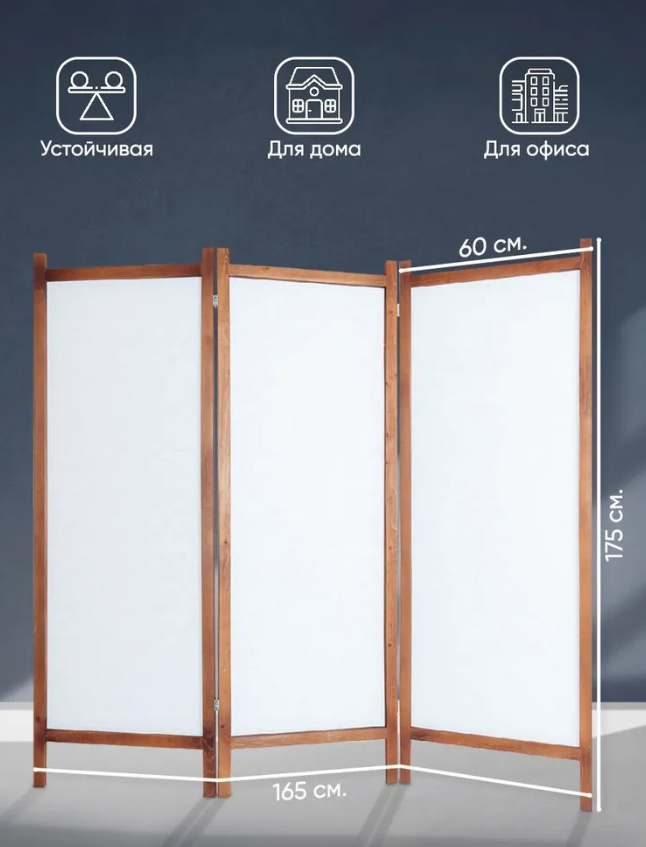 Устойчивая
Для дома
Для офиса
60 см.
175 см.
165 см.